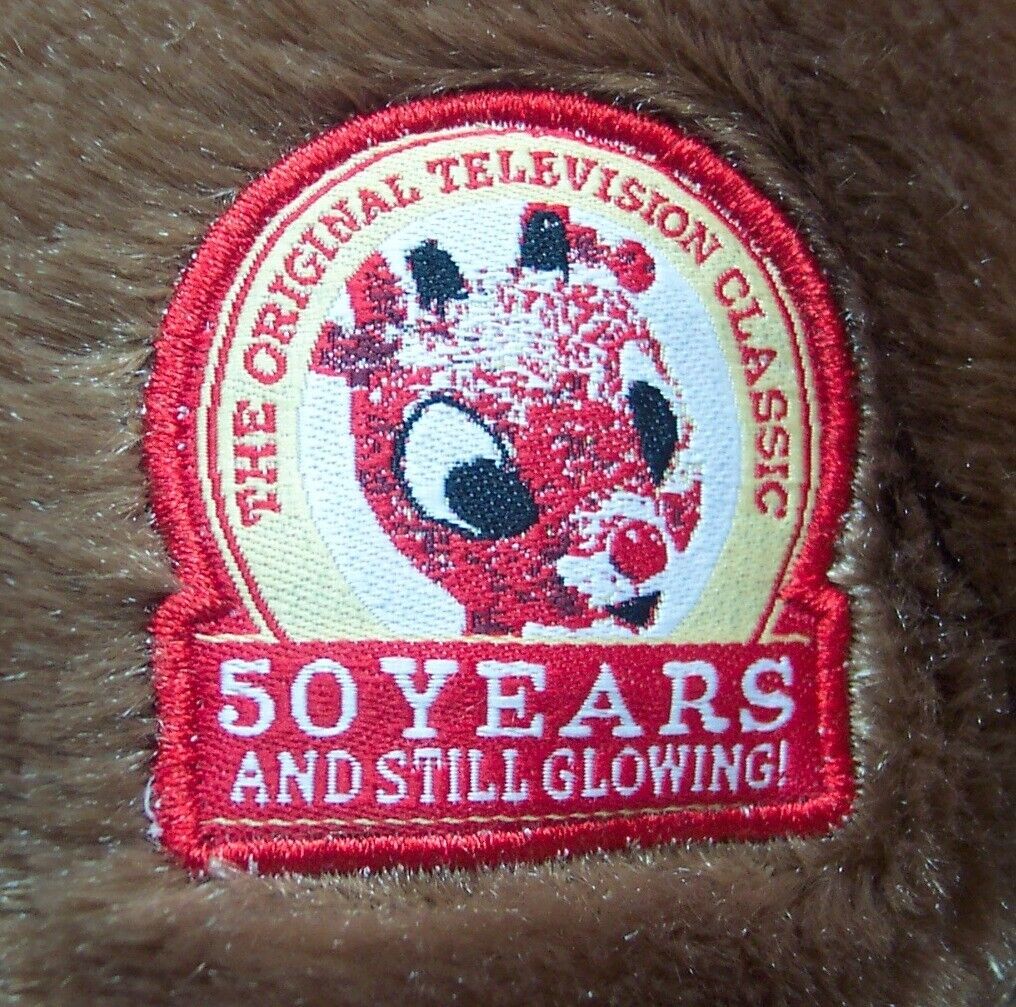 THE ORIGINAL TELEVISION CLASSIC
50 YEARS
AND STILL GLOWING!